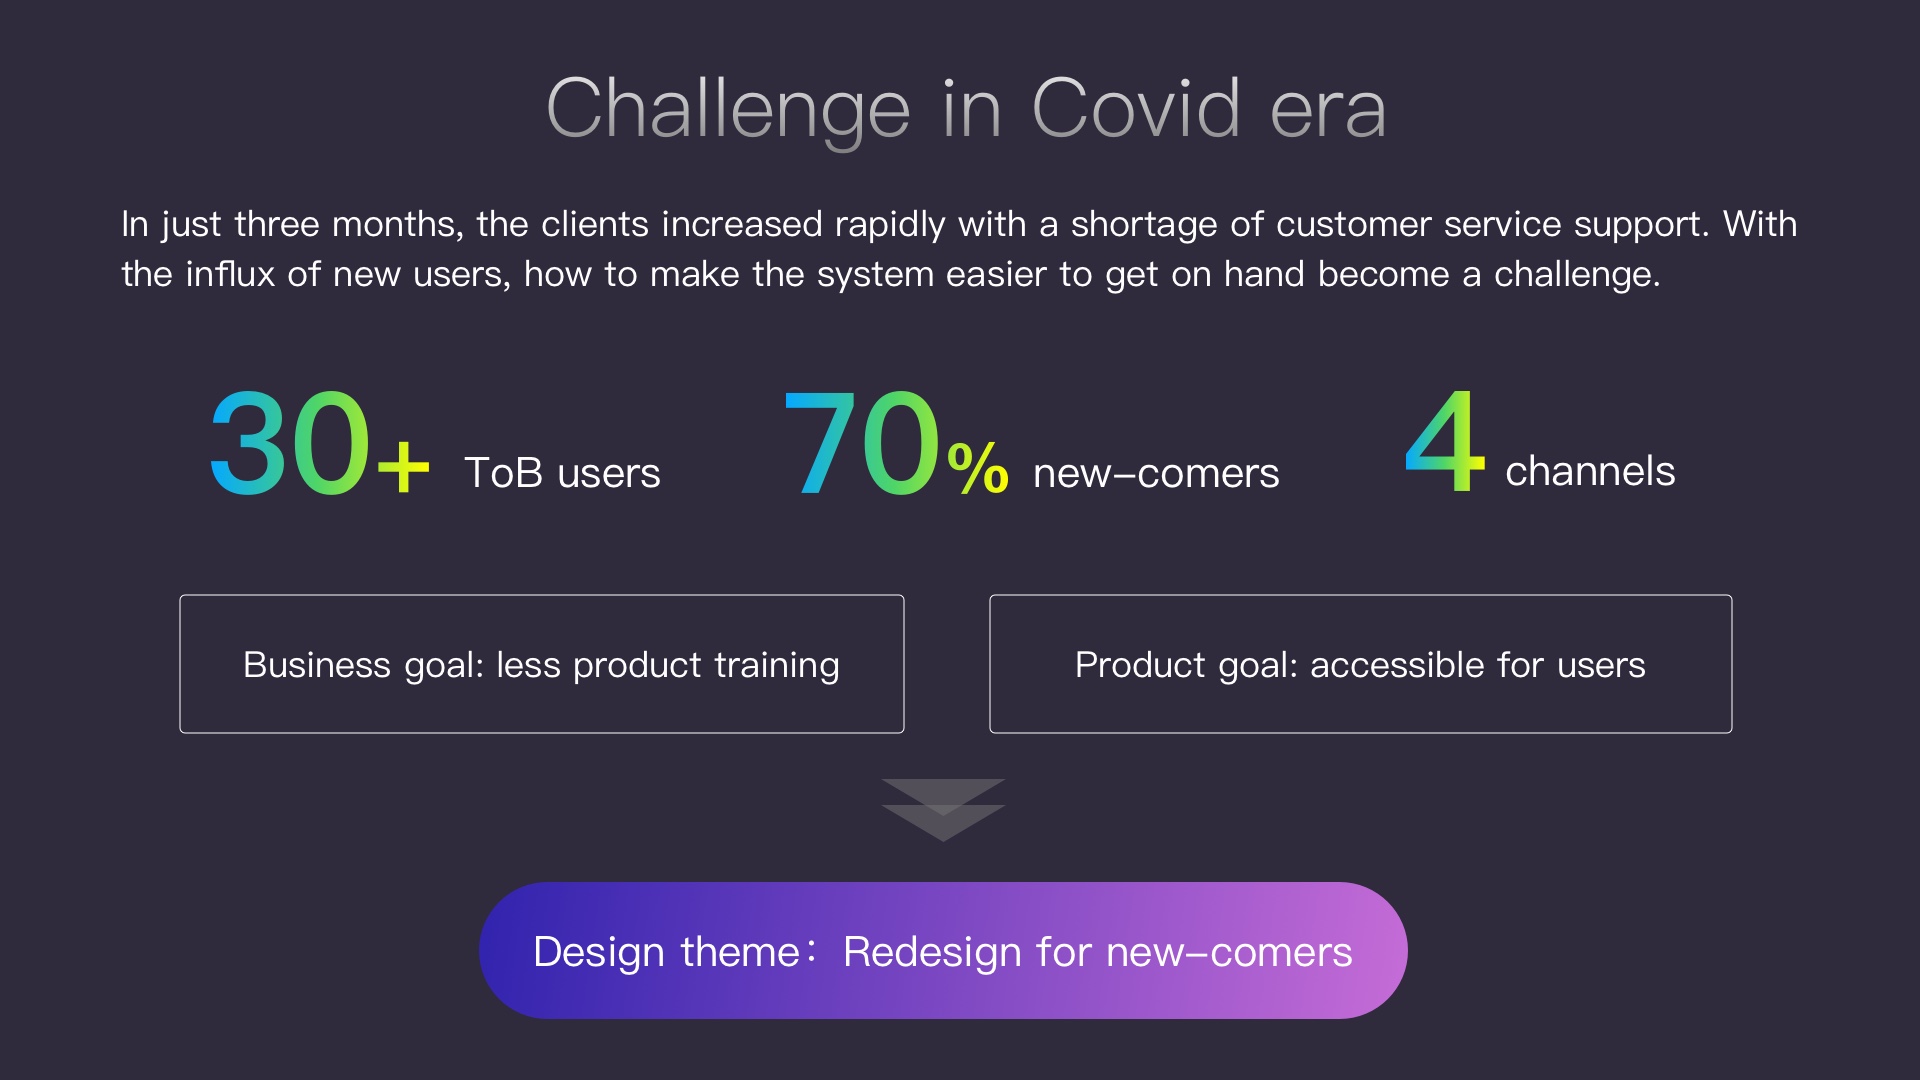 Challenge in Covid era
In just three months, the clients increased rapidly with a shortage of customer service support. With
the influx of new users, how to make the system easier to get on hand become a challenge.
30+ ToB users
70% new-comers
4 channels
Business goal: less product training
Product goal: accessible for users
Design theme：Redesign for new-comers